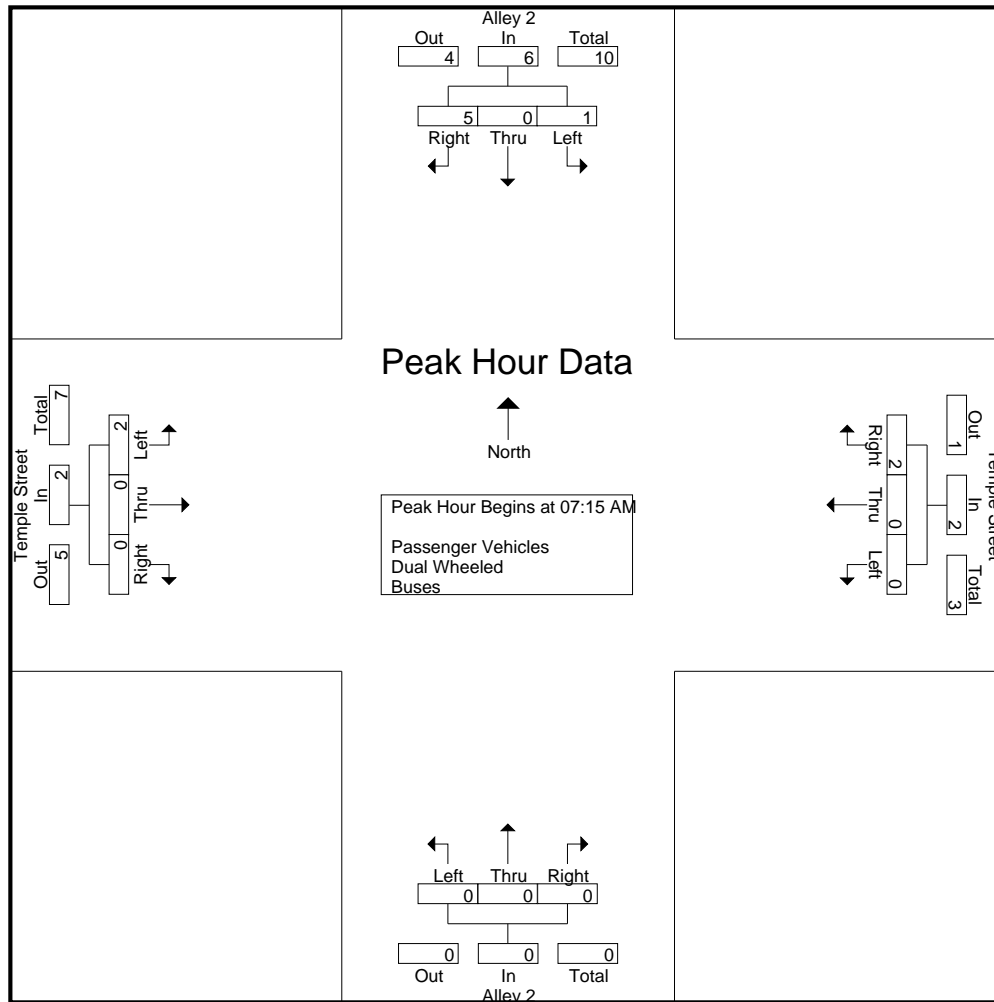 Alley 2
Out In Total
4 6 10
5 0 1
Right Thru Left
Peak Hour Data
North
Peak Hour Begins at 07:15 AM
Passenger Vehicles
Dual Wheeled
Buses
Temple Street
Out In Total
5 2 7
Left Thru Right
2 0 0
Temple Street
Out In Total
1 2 3
Right Thru Left
2 0 0
Left Thru Right
0 0 0
0 0 0
Out In Total
Alley 2